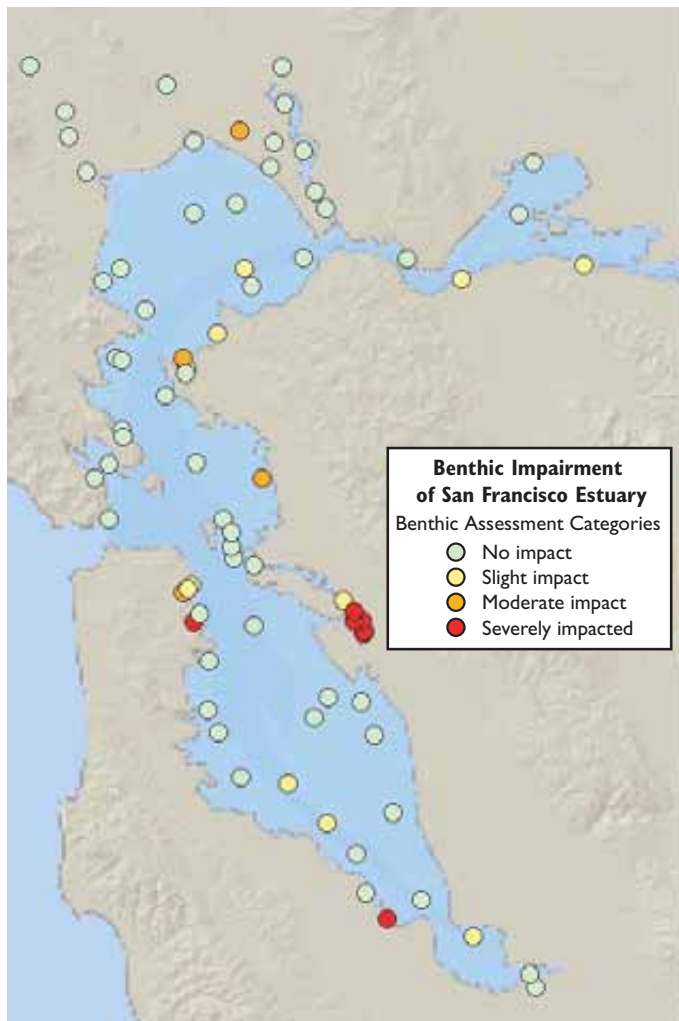 Benthic Impairment
of San Francisco Estuary
Benthic Assessment Categories
No impact
Slight impact
Moderate impact
Severely impacted